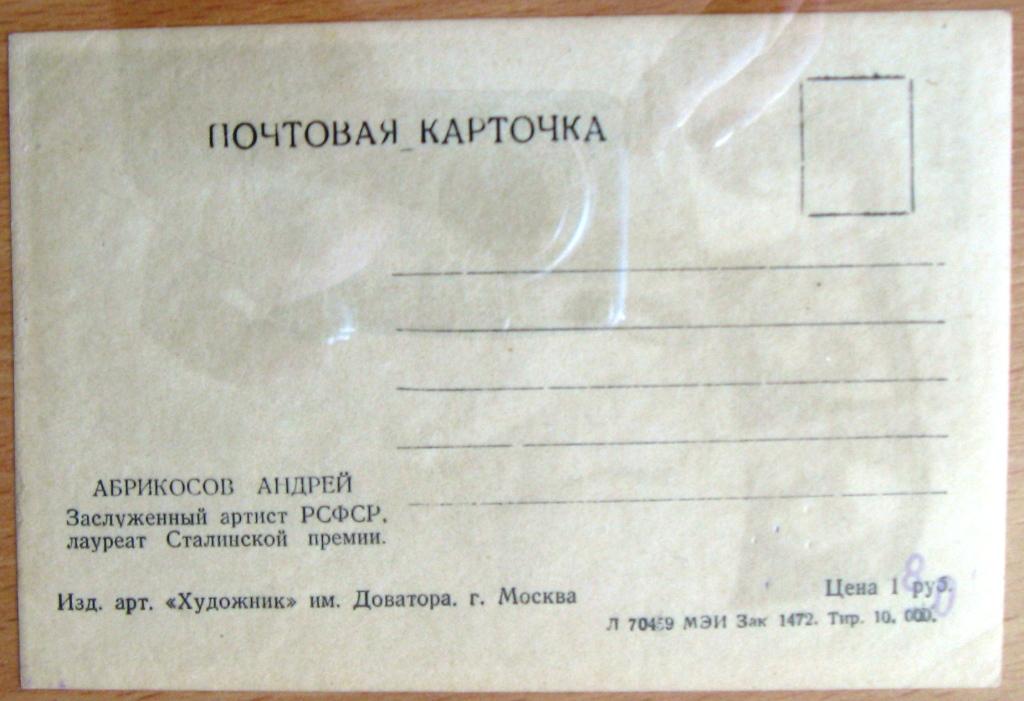 ПОЧТОВАЯ КАРТОЧКА
АБРИКОСОВ АНДРЕЙ
Заслуженный артист РСФСР,
лауреат Сталинской премии.
Изд. арт. «Художник» им. Доватора. г. Москва
Цена 1 руб.
80
Л МЭИ Зак 1472. Тир. 10. 000.